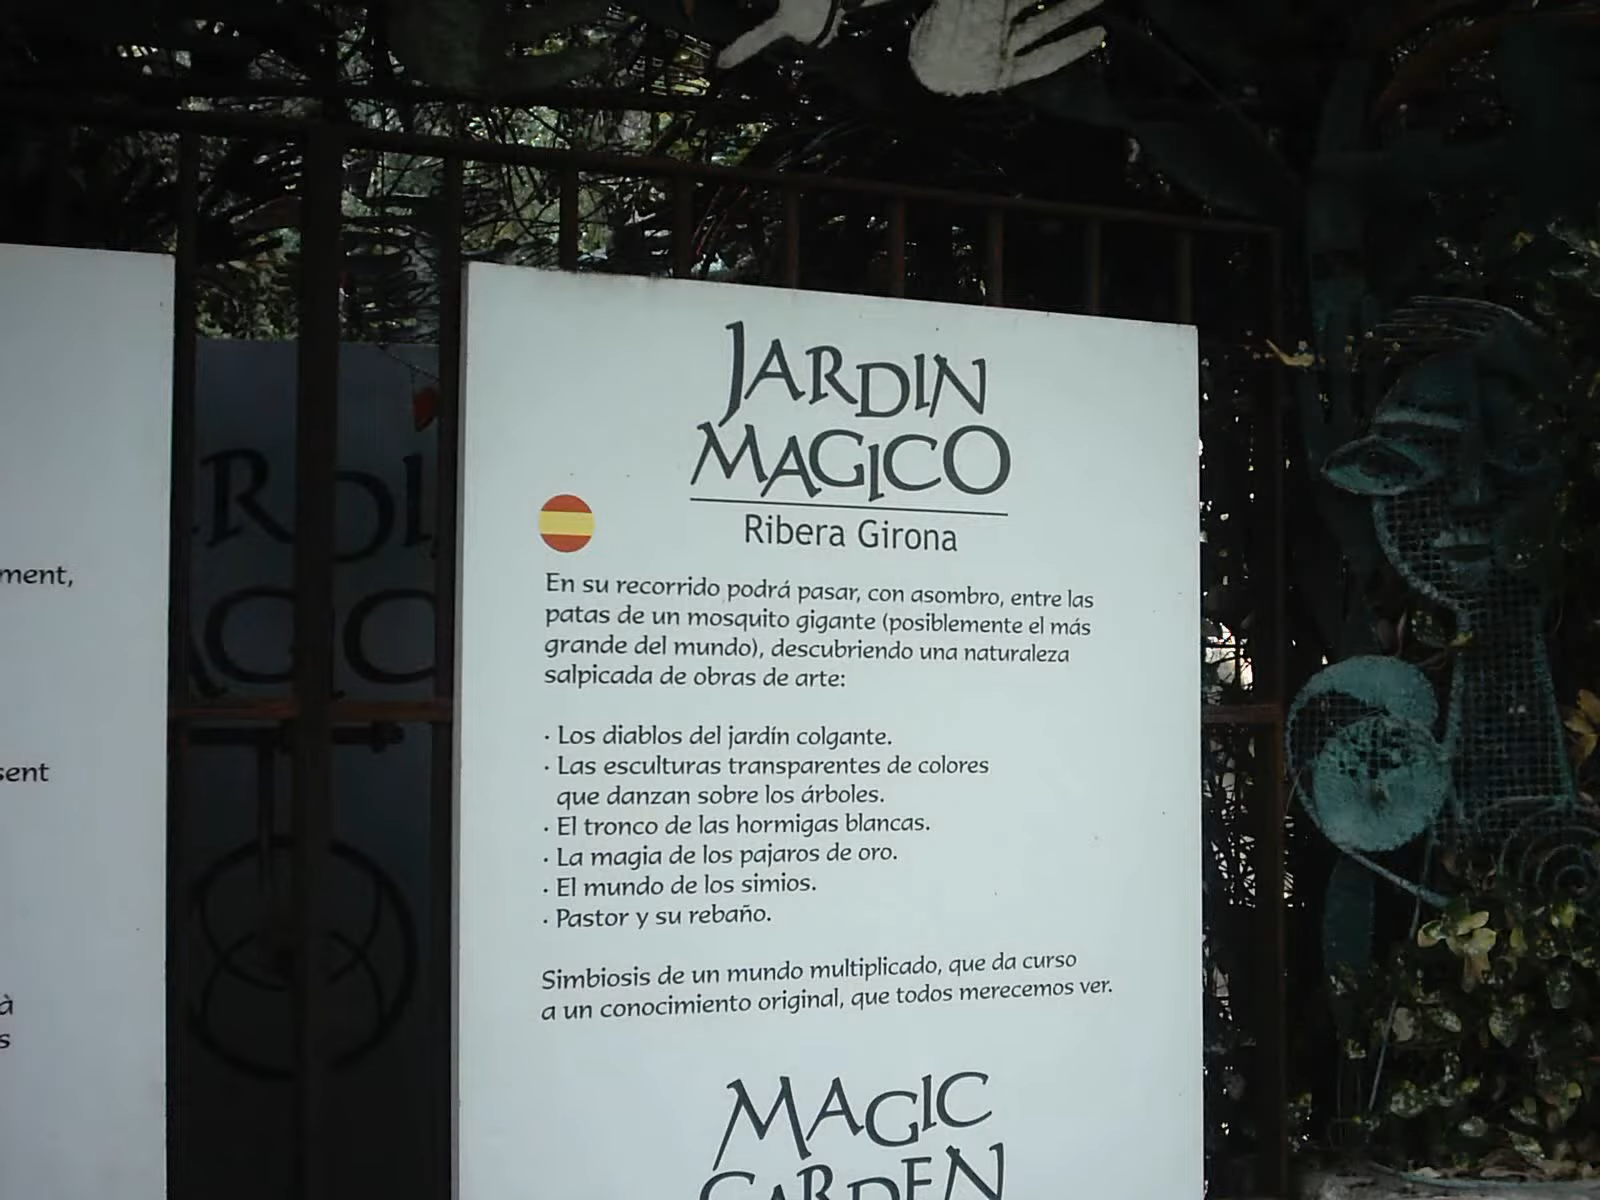 ment,
sent
à
s
RDI
AGIC
JARDIN
MAGICO
Ribera Girona
En su recorrido podrá pasar, con asombro, entre las
patas de un mosquito gigante (posiblemente el más
grande del mundo), descubriendo una naturaleza
salpicada de obras de arte:
· Los diablos del jardín colgante.
· Las esculturas transparentes de colores
que danzan sobre los árboles.
· El tronco de las hormigas blancas.
· La magia de los pajaros de oro.
· El mundo de los simios.
· Pastor y su rebaño.
Simbiosis de un mundo multiplicado, que da curso
a un conocimiento original, que todos merecemos ver.
MAGIC
GARDEN